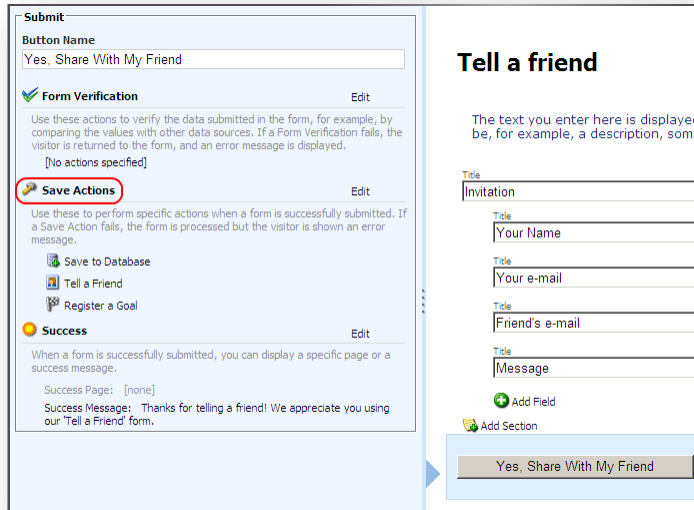 Submit
Button Name
Yes, Share With My Friend
Form Verification Edit
Use these actions to verify the data submitted in the form, for example, by
comparing the values with other data sources. If a Form Verification fails, the
visitor is returned to the form, and an error message is displayed.
[No actions specified]
Save Actions Edit
Use these to perform specific actions when a form is successfully submitted. If
a Save Action fails, the form is processed but the visitor is shown an error
message.
Save to Database
Tell a Friend
Register a Goal
Success Edit
When a form is successfully submitted, you can display a specific page or a
success message.
Success Page: [none]
Success Message: Thanks for telling a friend! We appreciate you using
our 'Tell a Friend' form.
Tell a friend
The text you enter here is displayed
be, for example, a description, som
Title
Invitation
Title
Your Name
Title
Your e-mail
Title
Friend's e-mail
Title
Message
Add Field
Add Section
Yes, Share With My Friend